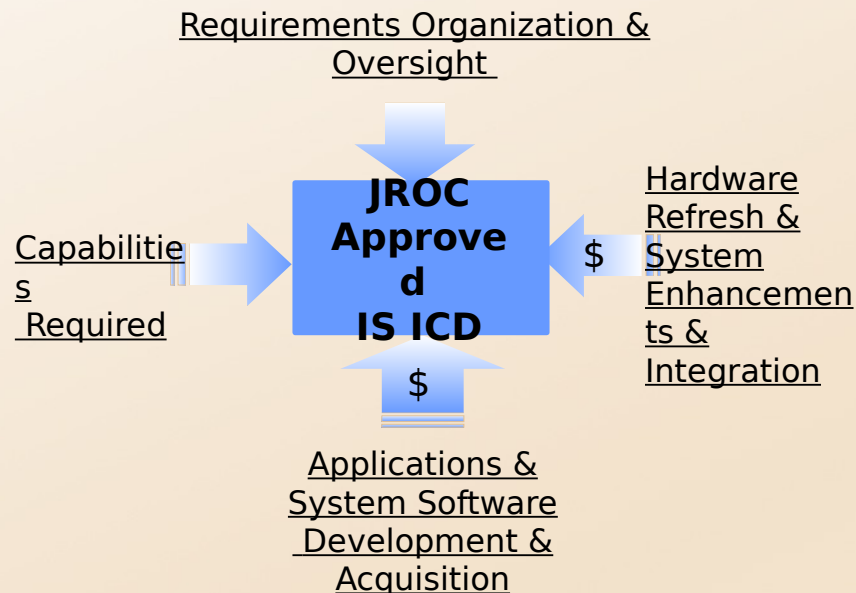 Requirements Organization &
Oversight
JROC
Approve
d
IS ICD
Capabilitie
s
Required
$
Hardware
Refresh &
System
Enhancemen
ts &
Integration
$
Applications &
System Software
Development &
Acquisition